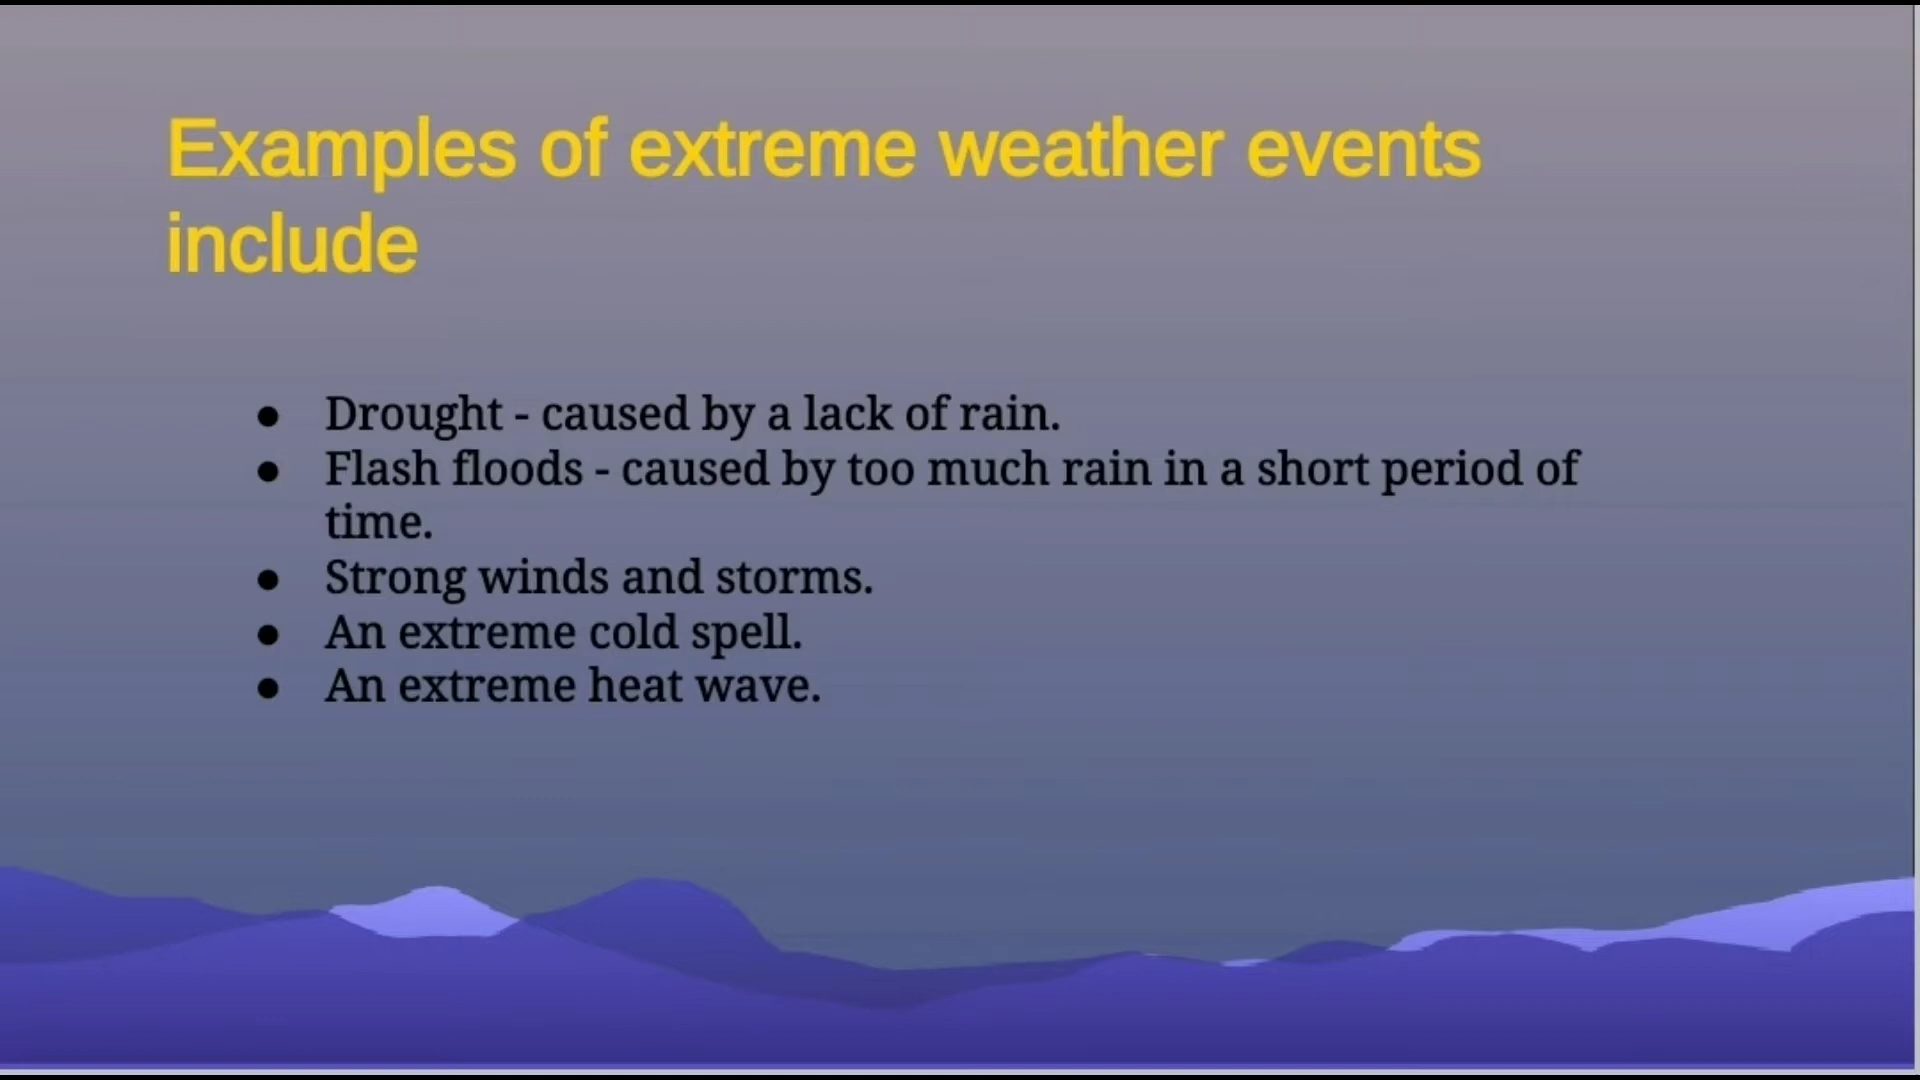 Examples of extreme weather events
include
● Drought - caused by a lack of rain.
● Flash floods - caused by too much rain in a short period of
time.
● Strong winds and storms.
● An extreme cold spell.
● An extreme heat wave.